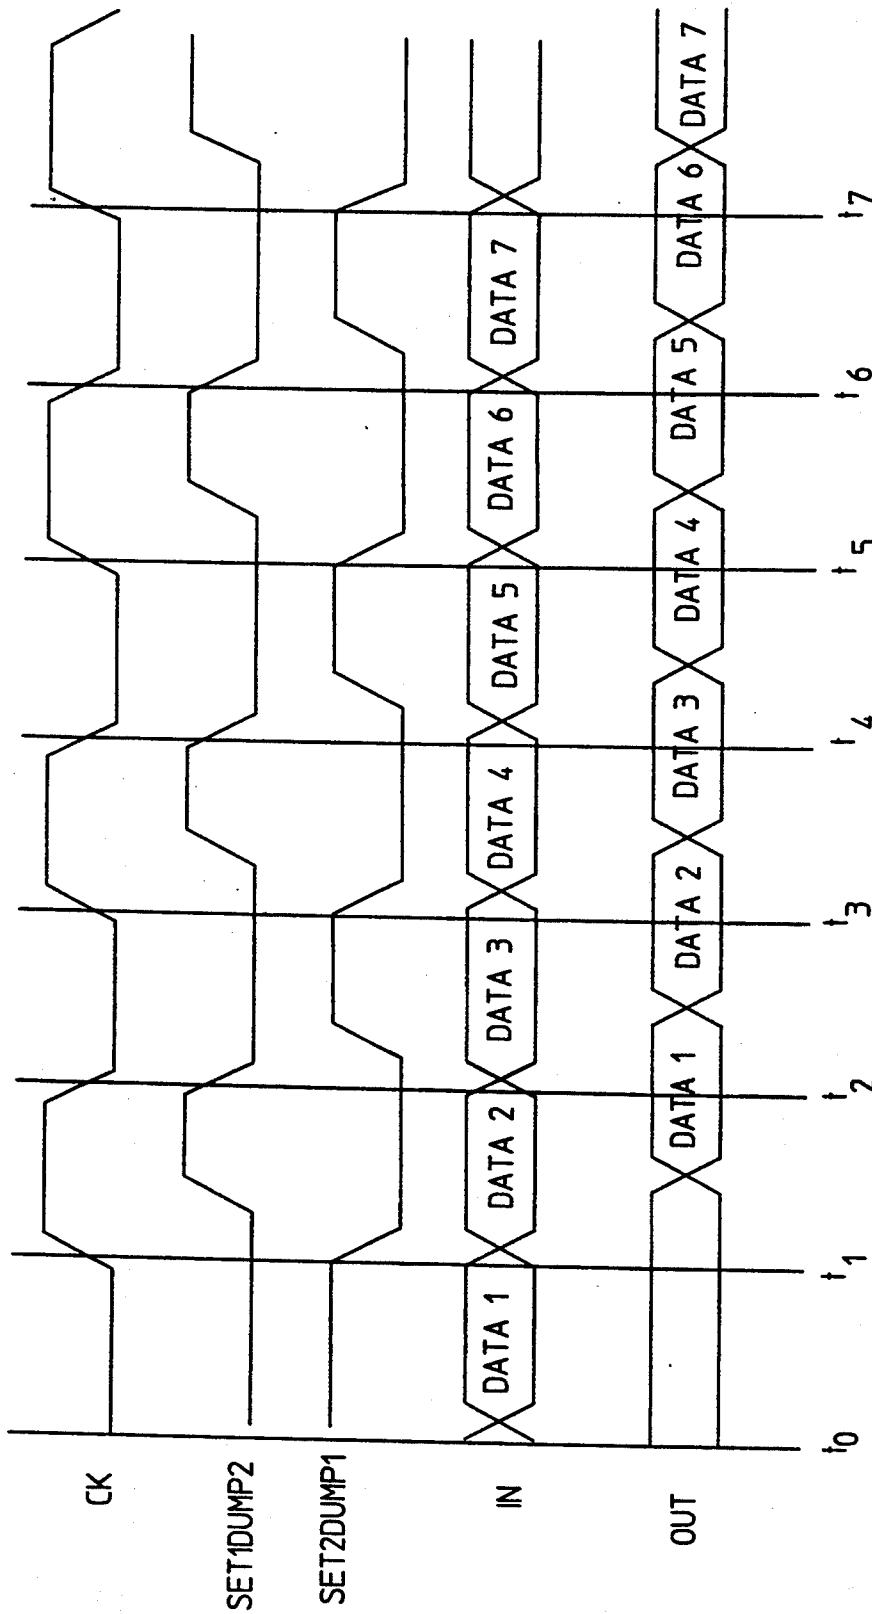 CK
SET1DUMP2
SET2DUMP1
IN
DATA 1
DATA 2
DATA 3
DATA 4
DATA 5
DATA 6
DATA 7
OUT
DATA 1
DATA 2
DATA 3
DATA 4
DATA 5
DATA 6
DATA 7
t0
t1
t2
t3
t4
t5
t6
t7